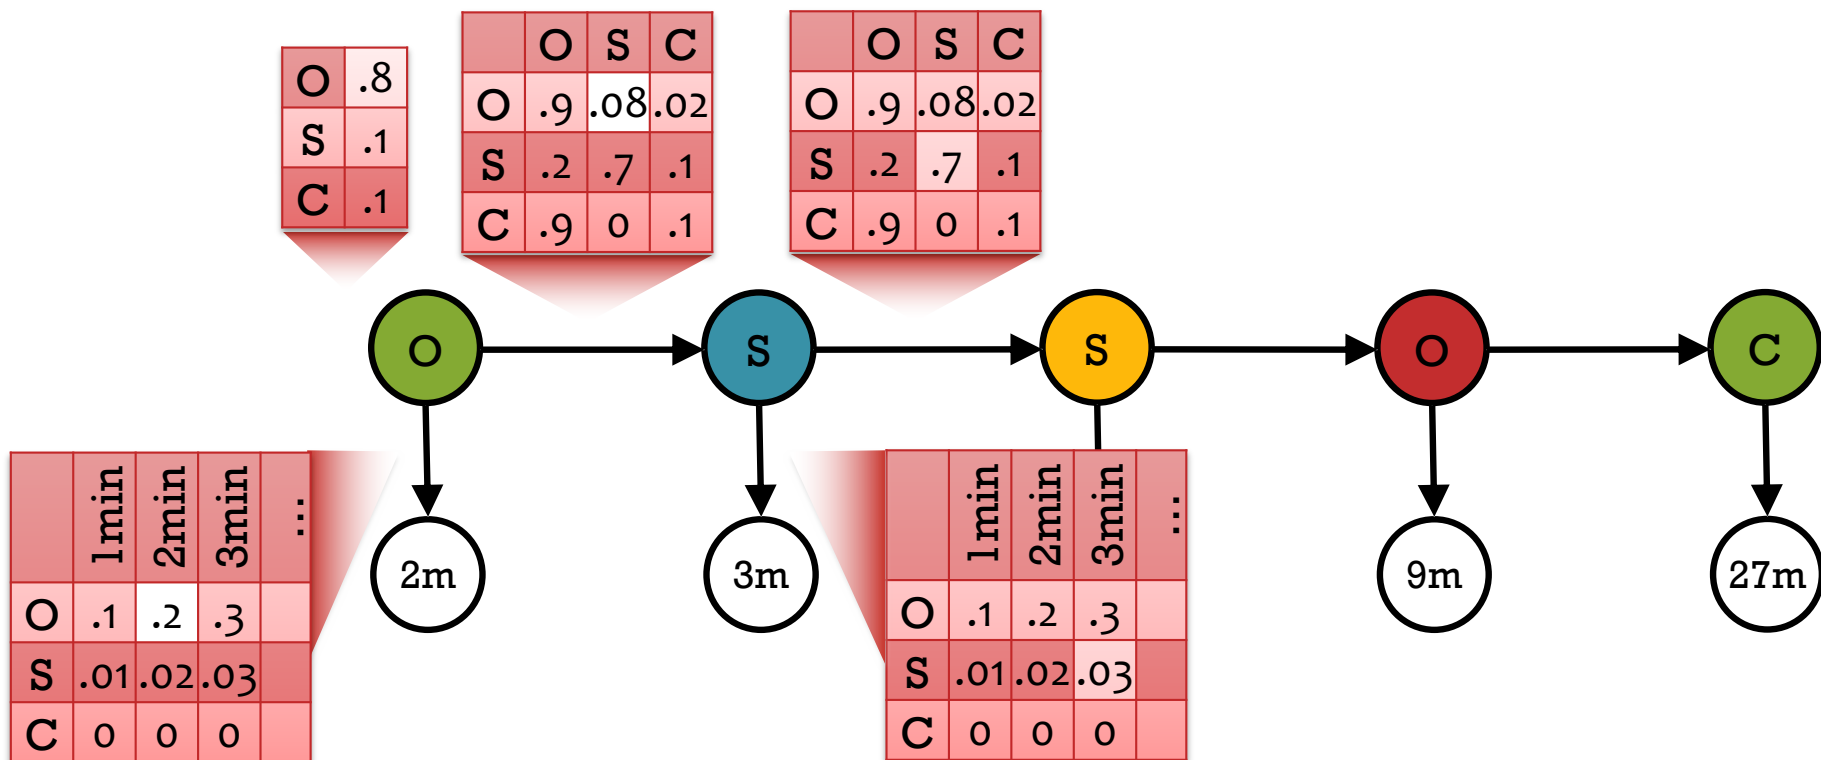 O .8
S .1
C .1
O S C
O .9 .08 .02
S .2 .7 .1
C .9 0 .1
O S C
O .9 .08 .02
S .2 .7 .1
C .9 0 .1
O
S
S
O
C
1min 2min 3min ...
O .1 .2 .3
S .01 .02 .03
C 0 0 0
2m
3m
1min 2min 3min ...
O .1 .2 .3
S .01 .02 .03
C 0 0 0
9m
27m